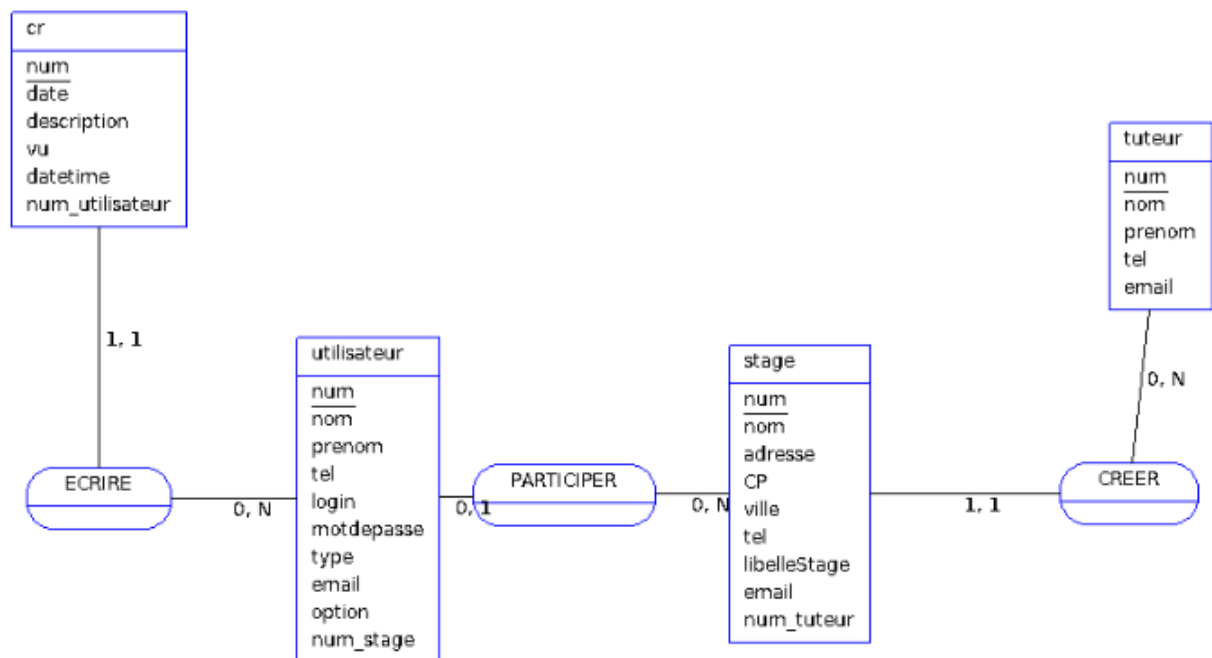 cr
num
date
description
vu
datetime
num_utilisateur
1, 1
ECRIRE
0, N
utilisateur
num
nom
prenom
tel
login
motdepasse
type
email
option
num_stage
0, 1
PARTICIPER
0, N
stage
num
nom
adresse
CP
ville
tel
libelleStage
email
num_tuteur
1, 1
CREER
0, N
tuteur
num
nom
prenom
tel
email